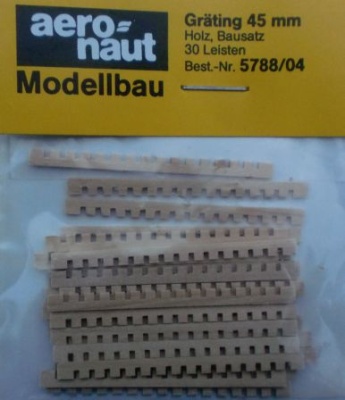 aero-
naut
Modellbau
Gräting 45 mm
Holz, Bausatz
30 Leisten
Best.-Nr. 5788/04